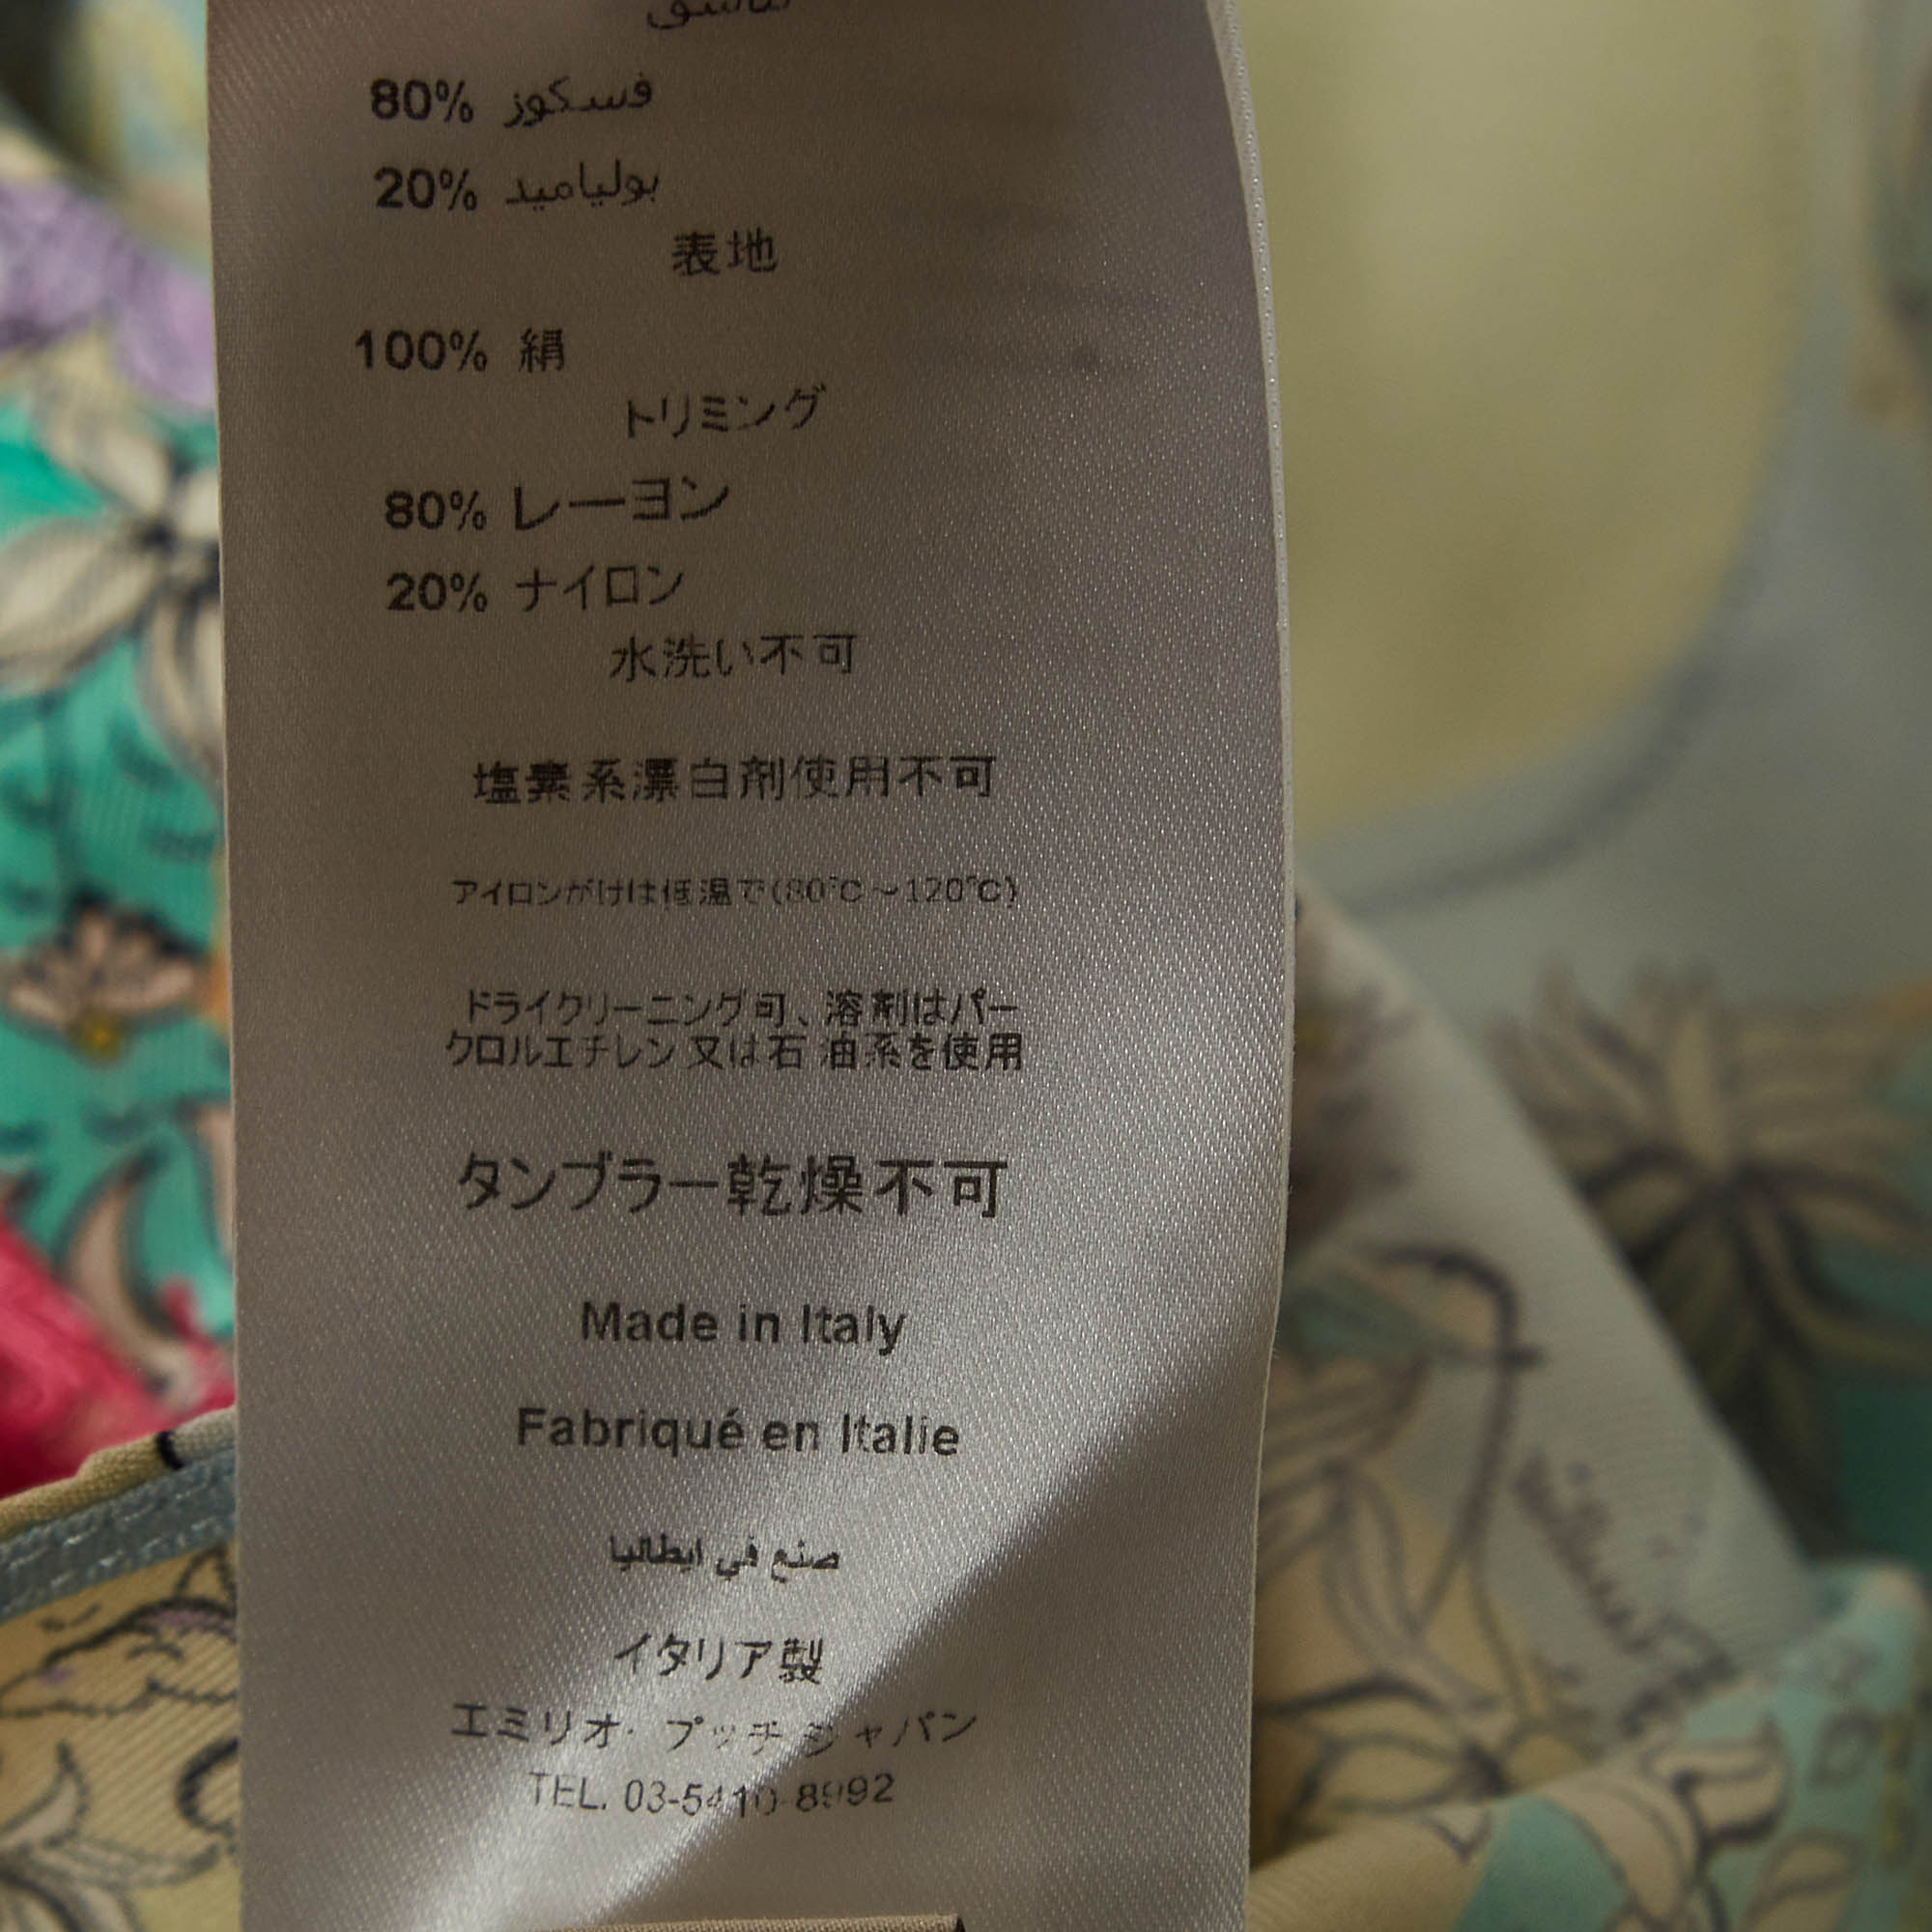 80% فسكوز
20% بولياميد
表地
100% 絹
トリミング
80% レーヨン
20% ナイロン
水洗い不可
塩素系漂白剤使用不可
アイロンがけは低温で(80℃～120℃)
ドライクリーニング可、溶剤はパー
クロルエチレン又は石油系を使用
タンブラー乾燥不可
Made in Italy
Fabriqué en Italie
صنع في ايطاليا
イタリア製
エミリオ・プッチ ジャパン
TEL. 03-5410-8992